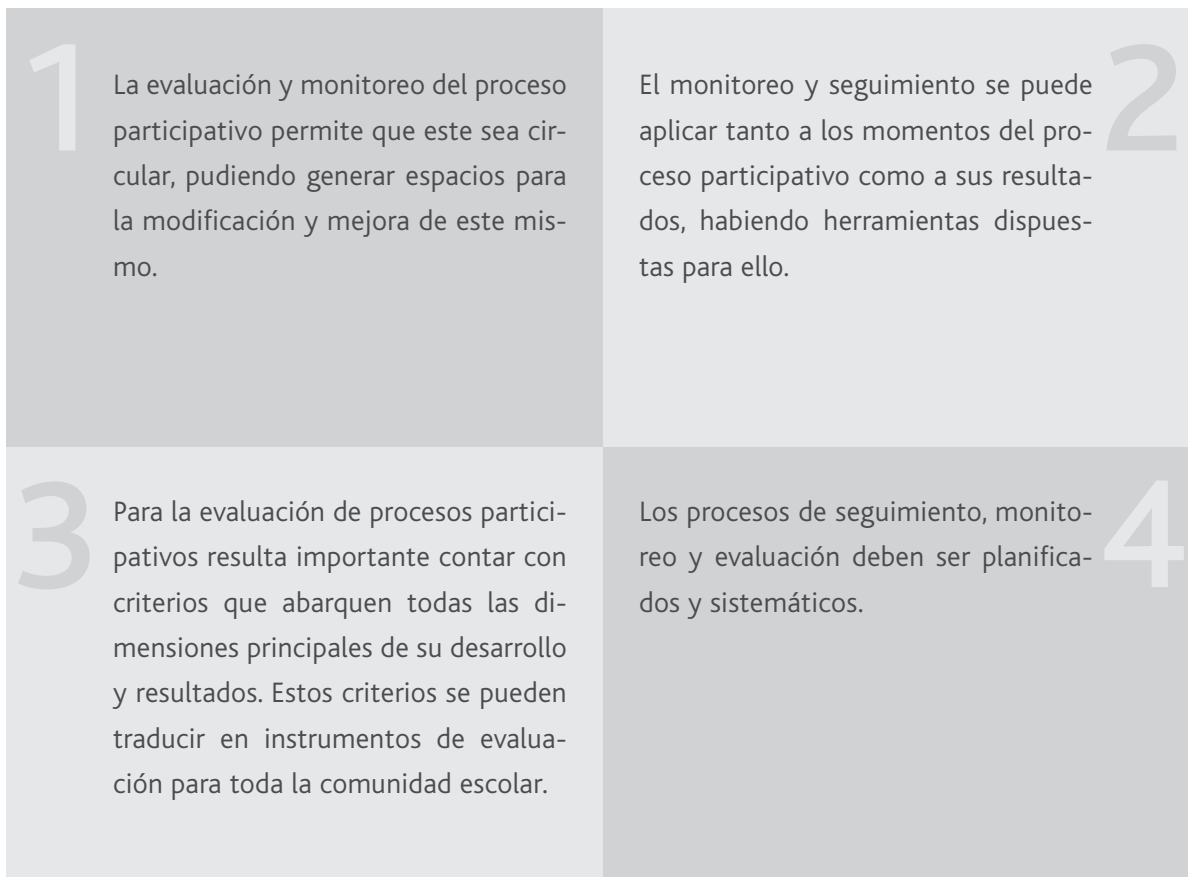 1
La evaluación y monitoreo del proceso
participativo permite que este sea cir-
cular, pudiendo generar espacios para
la modificación y mejora de este mis-
mo.
2
El monitoreo y seguimiento se puede
aplicar tanto a los momentos del pro-
ceso participativo como a sus resulta-
dos, habiendo herramientas dispues-
tas para ello.
3
Para la evaluación de procesos partici-
pativos resulta importante contar con
criterios que abarquen todas las di-
mensiones principales de su desarrollo
y resultados. Estos criterios se pueden
traducir en instrumentos de evalua-
ción para toda la comunidad escolar.
4
Los procesos de seguimiento, monito-
reo y evaluación deben ser planifica-
dos y sistemáticos.